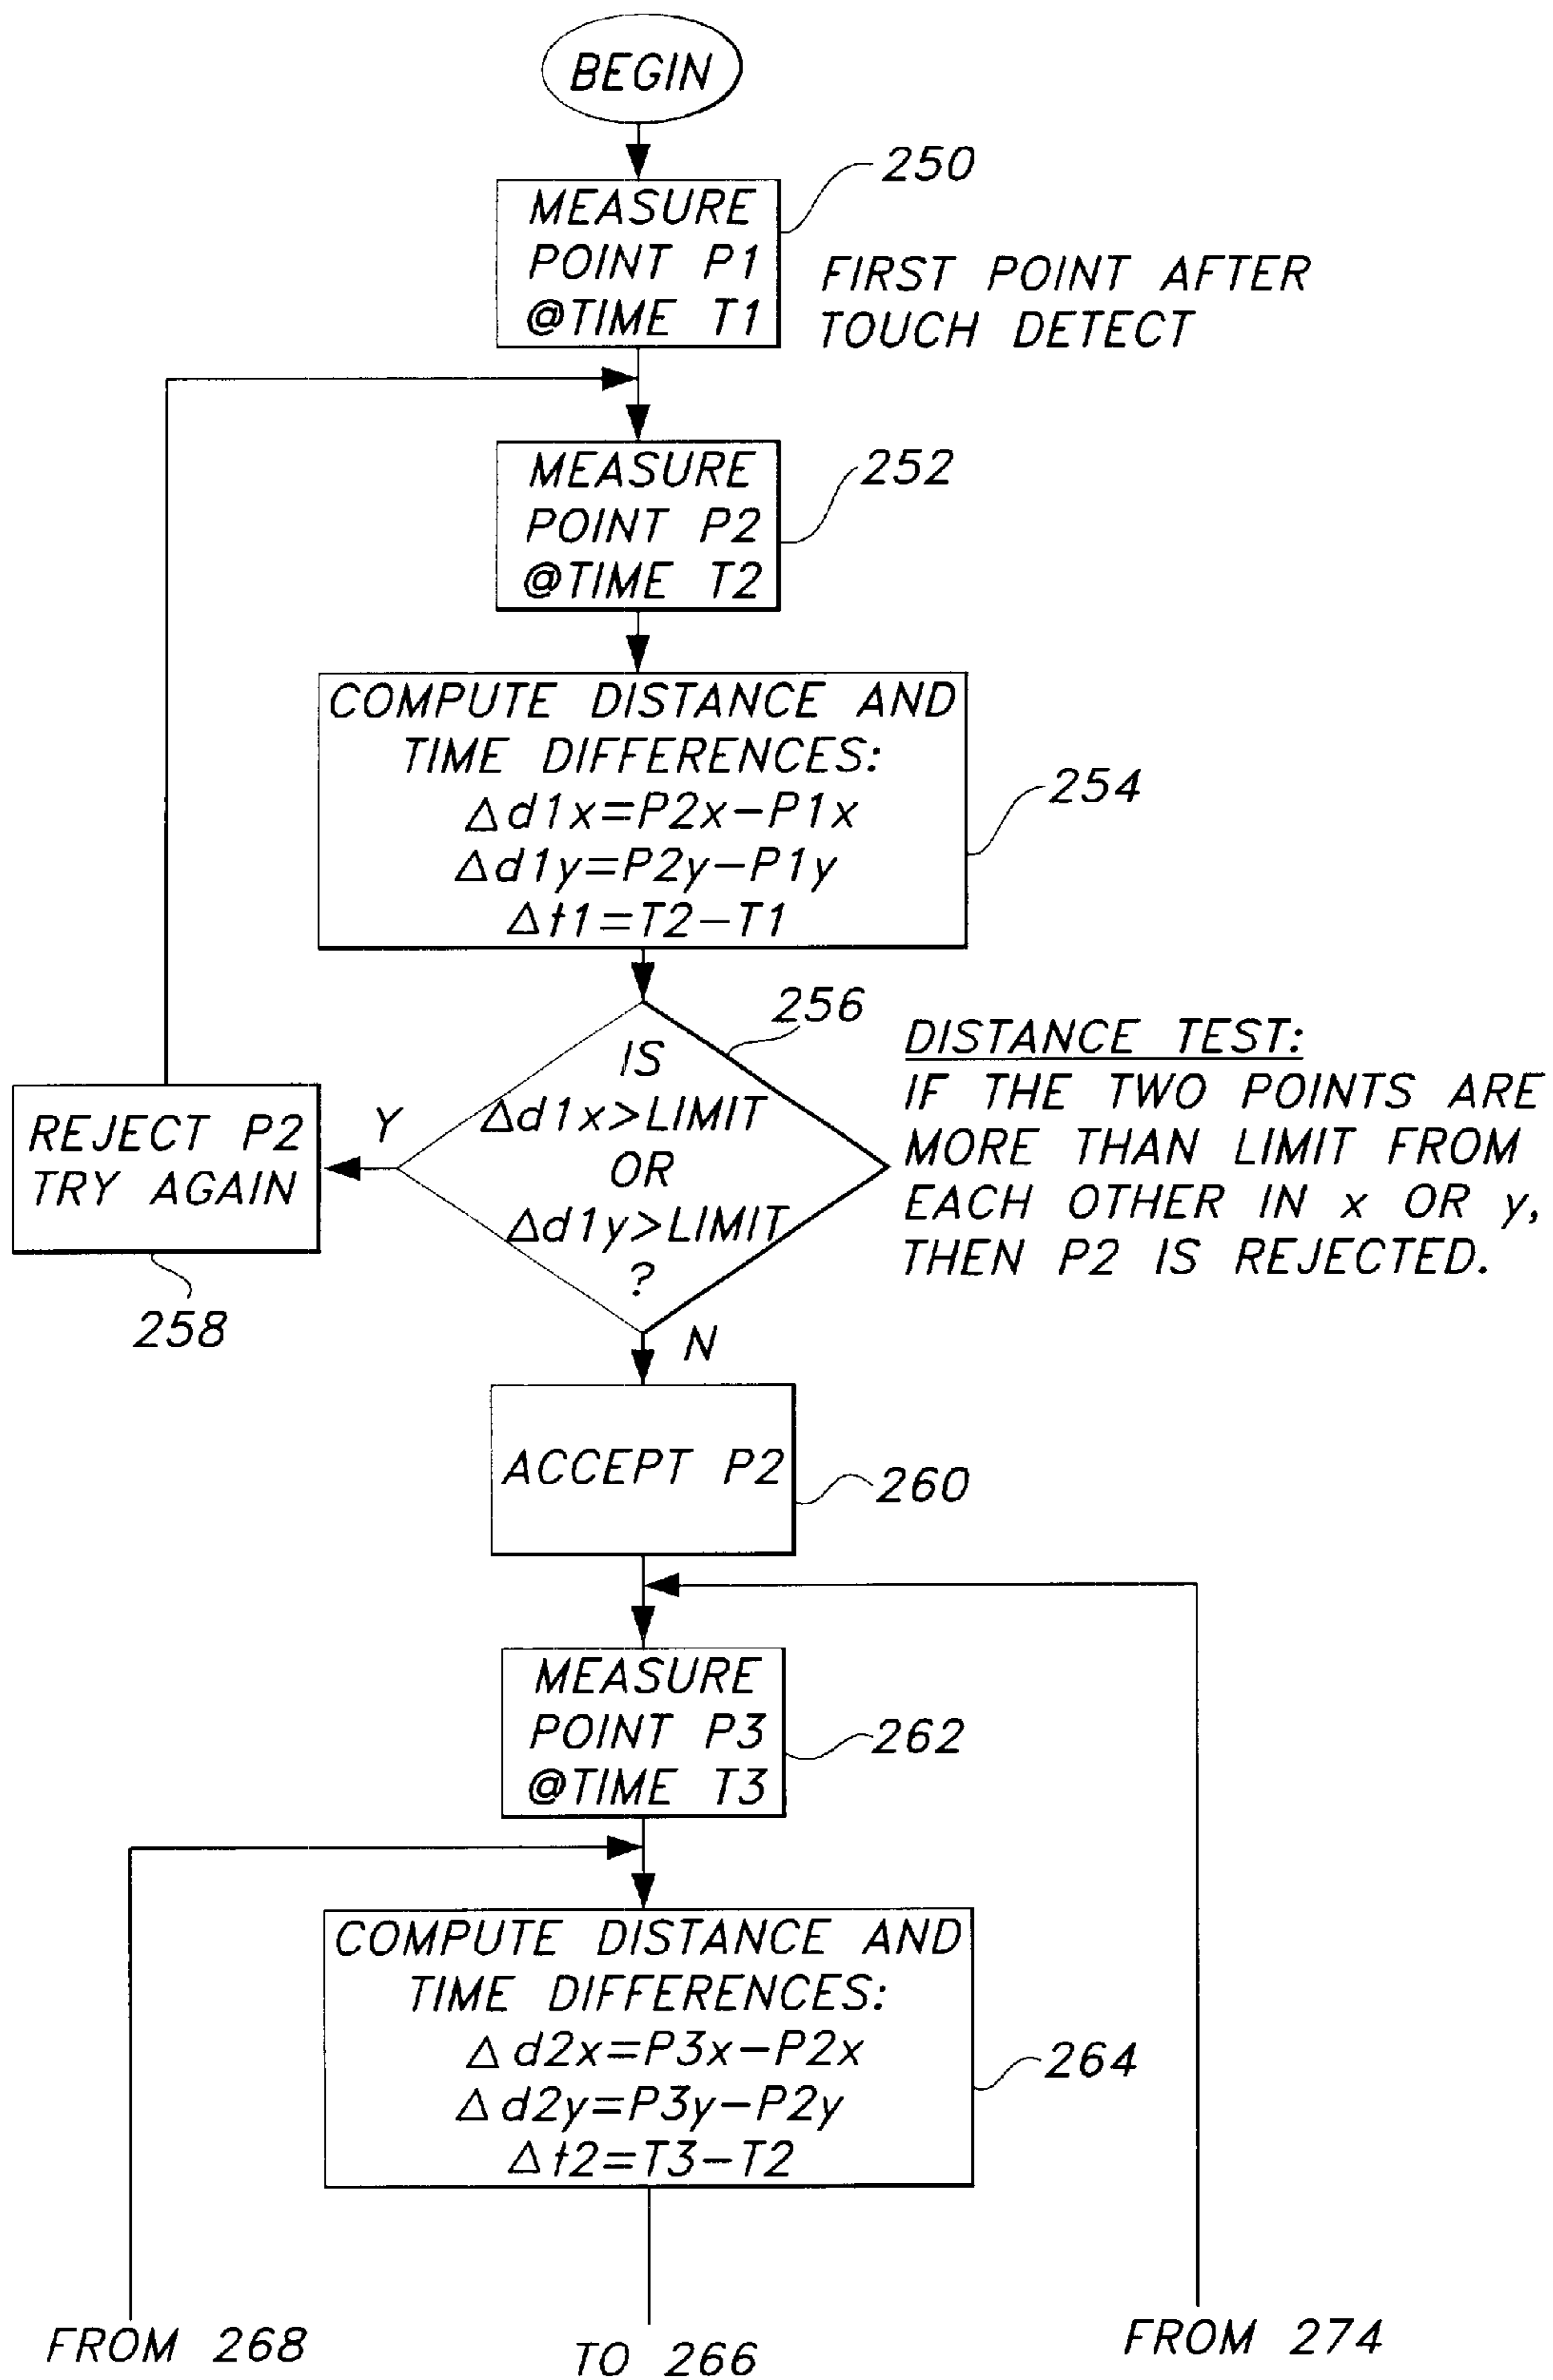 BEGIN
250
MEASURE
POINT P1
@TIME T1
FIRST POINT AFTER
TOUCH DETECT
252
MEASURE
POINT P2
@TIME T2
COMPUTE DISTANCE AND
TIME DIFFERENCES:
Δd1x=P2x-P1x
Δd1y=P2y-P1y
Δt1=T2-T1
254
256
IS
Δd1x>LIMIT
OR
Δd1y>LIMIT
?
DISTANCE TEST:
IF THE TWO POINTS ARE
MORE THAN LIMIT FROM
EACH OTHER IN x OR y,
THEN P2 IS REJECTED.
Y
REJECT P2
TRY AGAIN
258
N
ACCEPT P2
260
MEASURE
POINT P3
@TIME T3
262
COMPUTE DISTANCE AND
TIME DIFFERENCES:
Δd2x=P3x-P2x
Δd2y=P3y-P2y
Δt2=T3-T2
264
FROM 268
TO 266
FROM 274